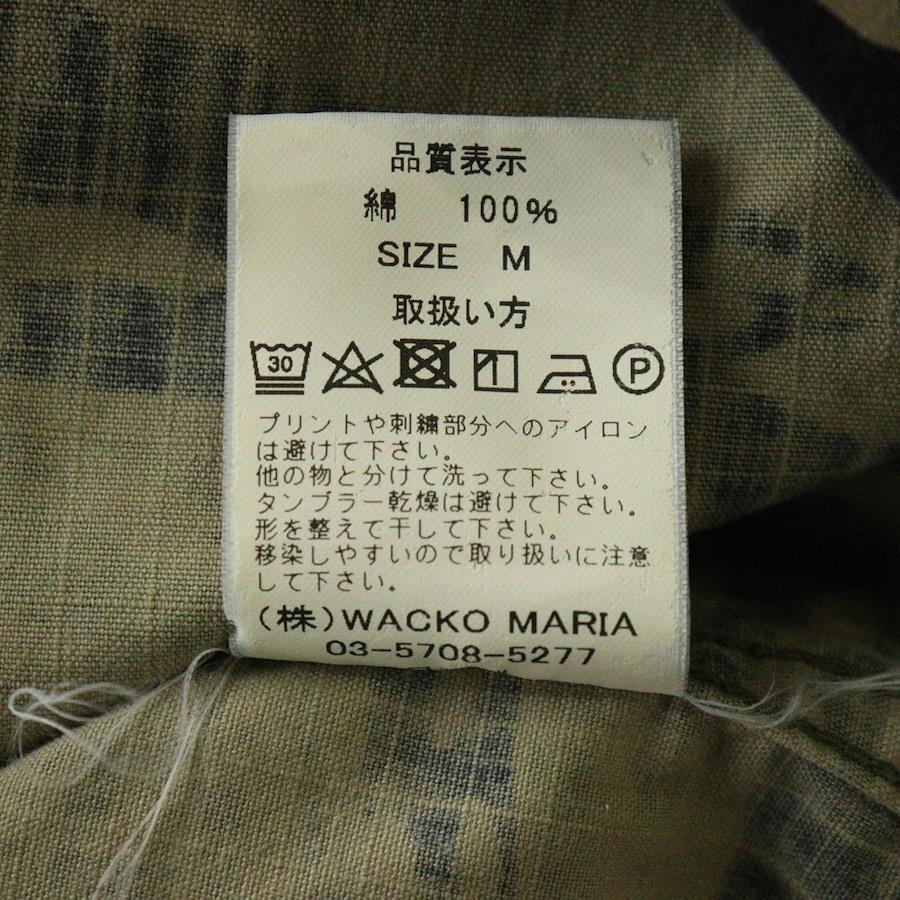 品質表示
綿 100%
SIZE M
取扱い方
30 P
プリントや刺繍部分へのアイロン
は避けて下さい。
他の物と分けて洗って下さい。
タンブラー乾燥は避けて下さい。
形を整えて干して下さい。
移染しやすいので取り扱いに注意
して下さい。
(株)WACKO MARIA
03-5708-5277